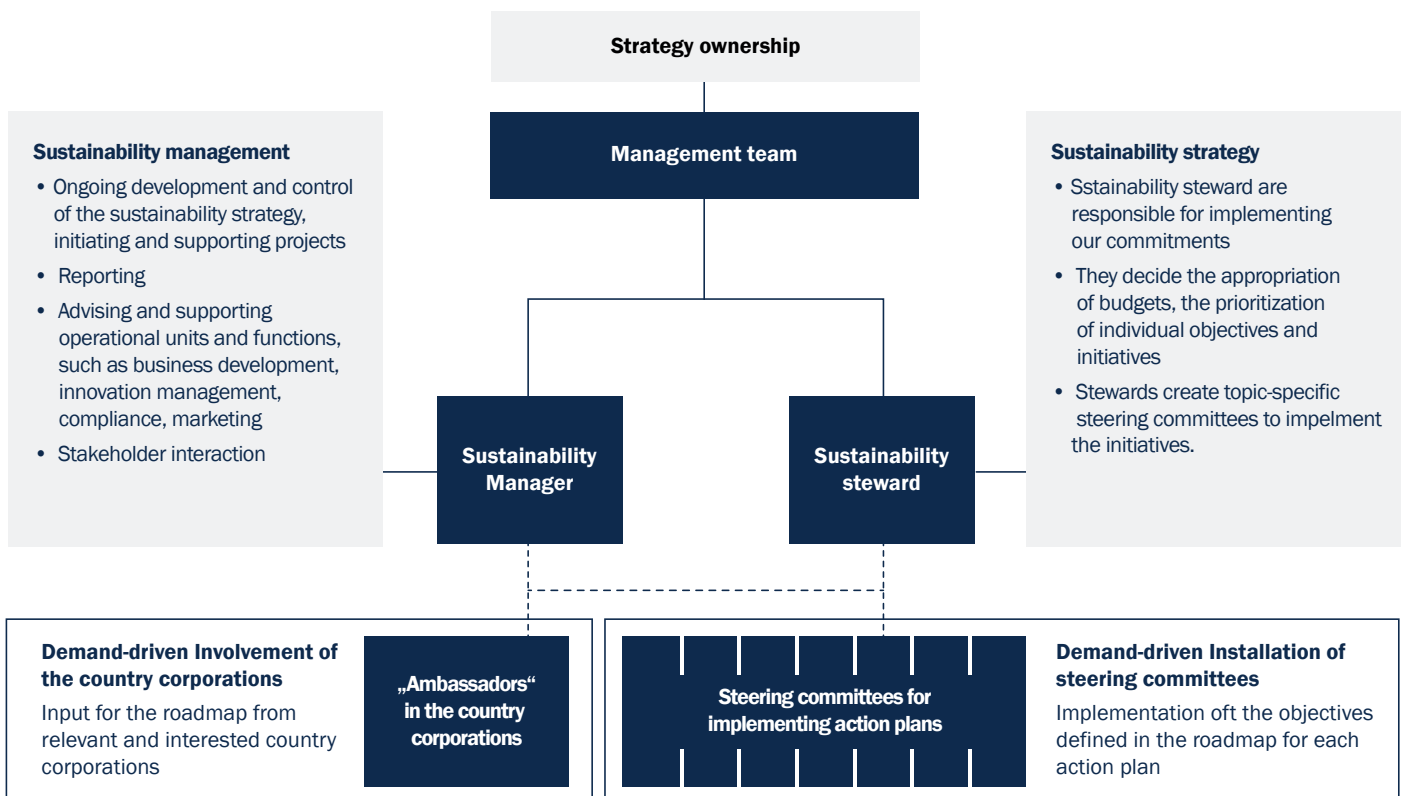 Strategy ownership
Management team
Sustainability management
• Ongoing development and control
of the sustainability strategy,
initiating and supporting projects
• Reporting
• Advising and supporting
operational units and functions,
such as business development,
innovation management,
compliance, marketing
• Stakeholder interaction
Sustainability strategy
• Sstainability steward are
responsible for implementing
our commitments
• They decide the appropriation
of budgets, the prioritization
of individual objectives and
initiatives
• Stewards create topic-specific
steering committees to impelment
the initiatives.
Sustainability
Manager
Sustainability
steward
Demand-driven Involvement of
the country corporations
Input for the roadmap from
relevant and interested country
corporations
„Ambassadors“
in the country
corporations
Steering committees for
implementing action plans
Demand-driven Installation of
steering committees
Implementation oft the objectives
defined in the roadmap for each
action plan